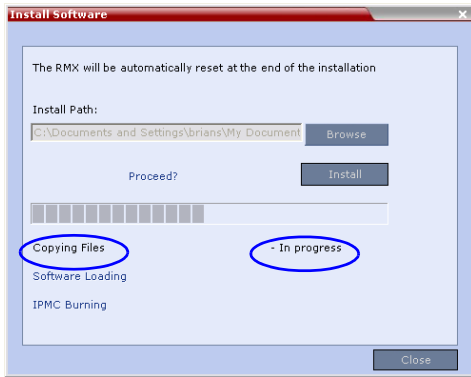 Install Software
The RMX will be automatically reset at the end of the installation
Install Path:
C:\Documents and Settings\brians\My Document Browse
Proceed? Install
Copying Files - In progress
Software Loading
IPMC Burning
Close